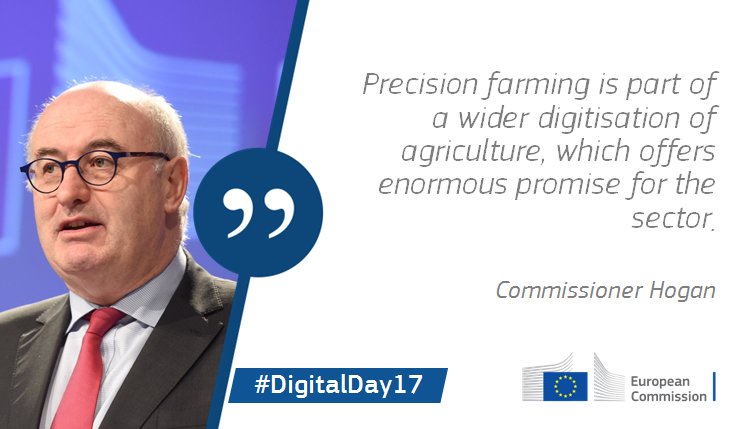 Precision farming is part of
a wider digitisation of
agriculture, which offers
enormous promise for the
sector.
Commissioner Hogan
#DigitalDay17
European
Commission